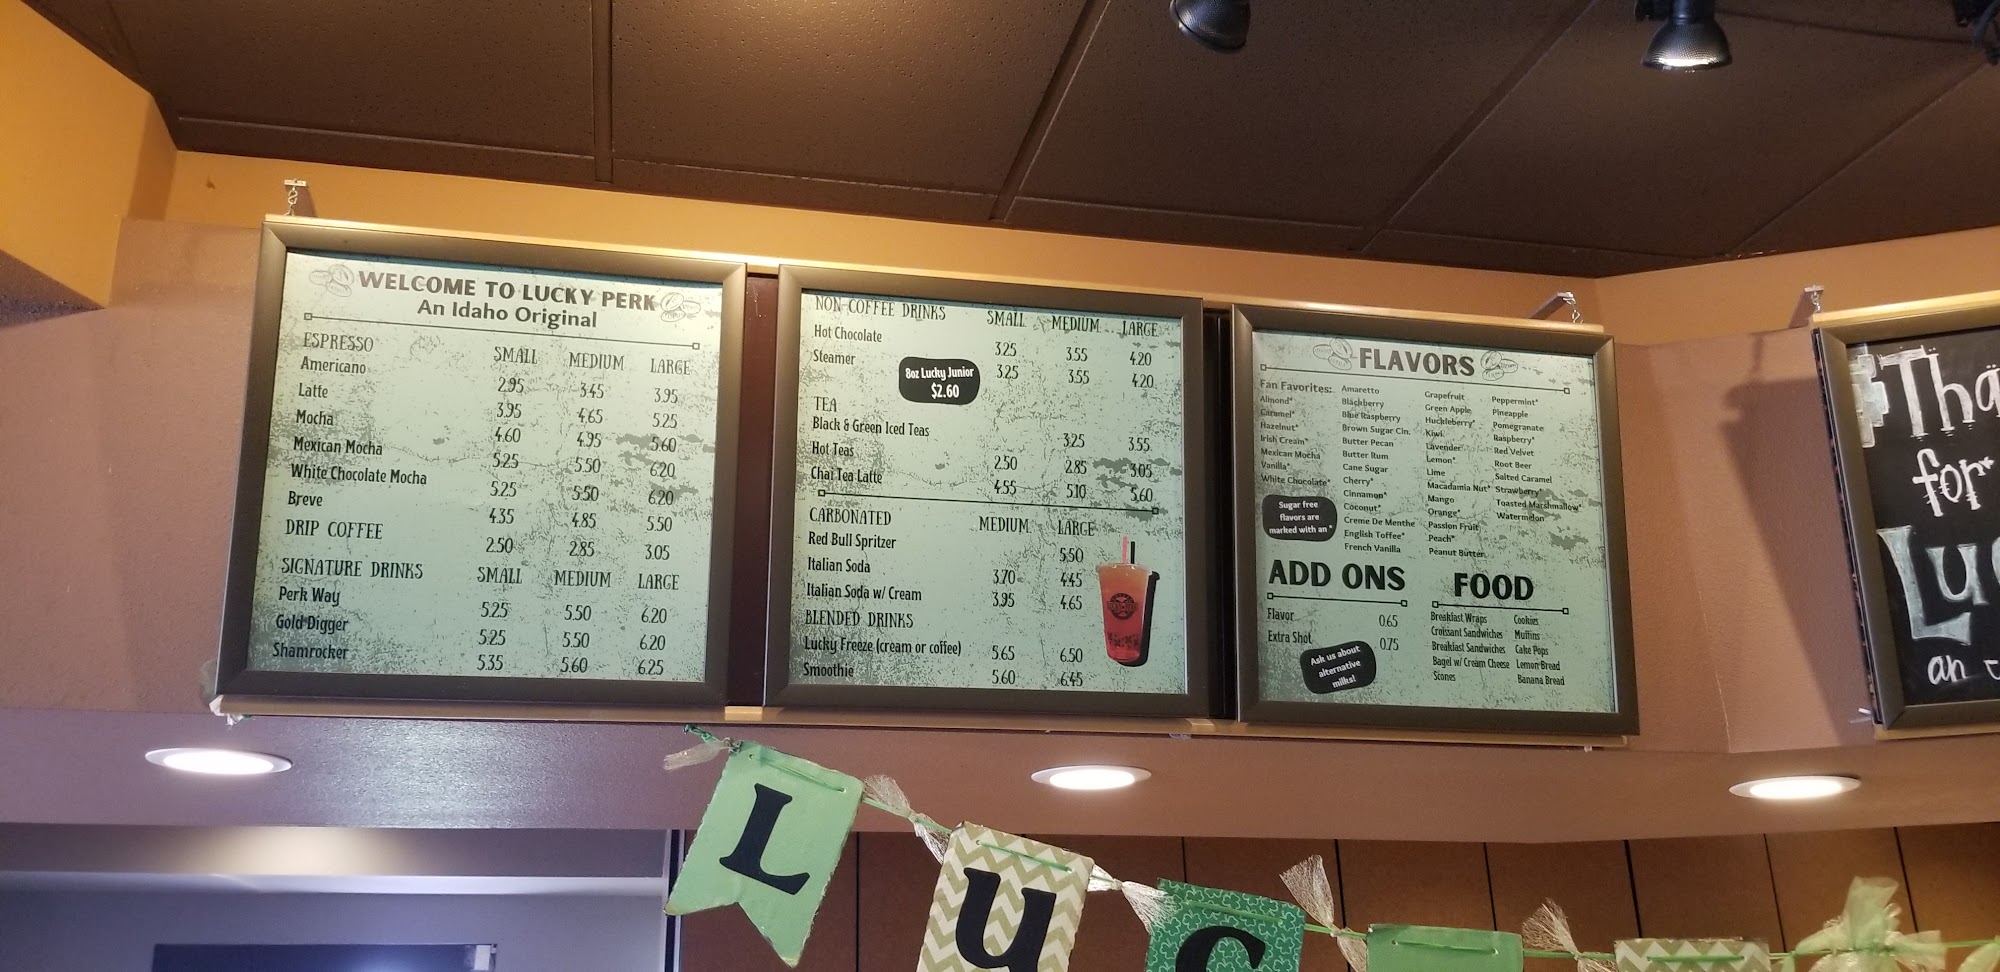 WELCOME TO LUCKY PERK
An Idaho Original
ESPRESSO SMALL MEDIUM LARGE
Americano 2.95 3.45 3.95
Latte 3.95 4.65 5.25
Mocha 4.60 4.95 5.60
Mexican Mocha 5.25 5.50 6.20
White Chocolate Mocha 5.25 5.50 6.20
Breve 4.35 4.85 5.50
DRIP COFFEE 2.50 2.85 3.05
SIGNATURE DRINKS SMALL MEDIUM LARGE
Perk Way 5.25 5.50 6.20
Gold Digger 5.25 5.50 6.20
Shamrocker 5.35 5.60 6.25
NON-COFFEE DRINKS SMALL MEDIUM LARGE
Hot Chocolate 3.25 3.55 4.20
Steamer 3.25 3.55 4.20
8oz Lucky Junior
$2.60
TEA
Black & Green Iced Teas 3.25 3.55
Hot Teas 2.50 2.85 3.05
Chai Tea Latte 4.55 5.10 5.60
CARBONATED MEDIUM LARGE
Red Bull Spritzer 5.50
Italian Soda 3.70 4.45
Italian Soda w/ Cream 3.95 4.65
BLENDED DRINKS
Lucky Freeze (cream or coffee) 5.65 6.50
Smoothie 5.60 6.45
FLAVORS
Fan Favorites:
Almond*
Caramel*
Hazelnut*
Irish Cream*
Mexican Mocha
Vanilla*
White Chocolate*
Sugar free
flavors are
marked with an *
Amaretto
Blackberry
Blue Raspberry
Brown Sugar Cin.
Butter Pecan
Butter Rum
Cane Sugar
Cherry*
Cinnamon*
Coconut*
Creme De Menthe
English Toffee*
French Vanilla
Grapefruit
Green Apple
Huckleberry*
Kiwi
Lavender
Lemon*
Lime
Macadamia Nut*
Mango
Orange*
Passion Fruit
Peach*
Peanut Butter
Peppermint*
Pineapple
Pomegranate
Raspberry*
Red Velvet
Root Beer
Salted Caramel
Strawberry*
Toasted Marshmallow*
Watermelon
ADD ONS
Flavor 0.65
Extra Shot 0.75
Ask us about
alternative
milks!
FOOD
Breakfast Wraps
Croissant Sandwiches
Breakfast Sandwiches
Bagel w/ Cream Cheese
Scones
Cookies
Muffins
Cake Pops
Lemon Bread
Banana Bread
for
an
L
u
C